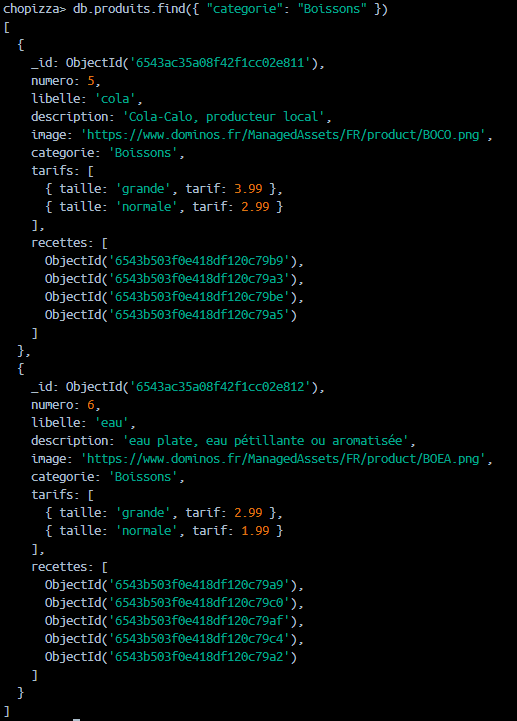 chopizza> db.produits.find({ "categorie": "Boissons" })
[
  {
    _id: ObjectId('6543ac35a08f42f1cc02e811'),
    numero: 5,
    libelle: 'cola',
    description: 'Cola-Calo, producteur local',
    image: 'https://www.dominos.fr/ManagedAssets/FR/product/BOCO.png',
    categorie: 'Boissons',
    tarifs: [
      { taille: 'grande', tarif: 3.99 },
      { taille: 'normale', tarif: 2.99 }
    ],
    recettes: [
      ObjectId('6543b503f0e418df120c79b9'),
      ObjectId('6543b503f0e418df120c79a3'),
      ObjectId('6543b503f0e418df120c79be'),
      ObjectId('6543b503f0e418df120c79a5')
    ]
  },
  {
    _id: ObjectId('6543ac35a08f42f1cc02e812'),
    numero: 6,
    libelle: 'eau',
    description: 'eau plate, eau pétillante ou aromatisée',
    image: 'https://www.dominos.fr/ManagedAssets/FR/product/BOEA.png',
    categorie: 'Boissons',
    tarifs: [
      { taille: 'grande', tarif: 2.99 },
      { taille: 'normale', tarif: 1.99 }
    ],
    recettes: [
      ObjectId('6543b503f0e418df120c79a9'),
      ObjectId('6543b503f0e418df120c79c0'),
      ObjectId('6543b503f0e418df120c79af'),
      ObjectId('6543b503f0e418df120c79c4'),
      ObjectId('6543b503f0e418df120c79a2')
    ]
  }
]